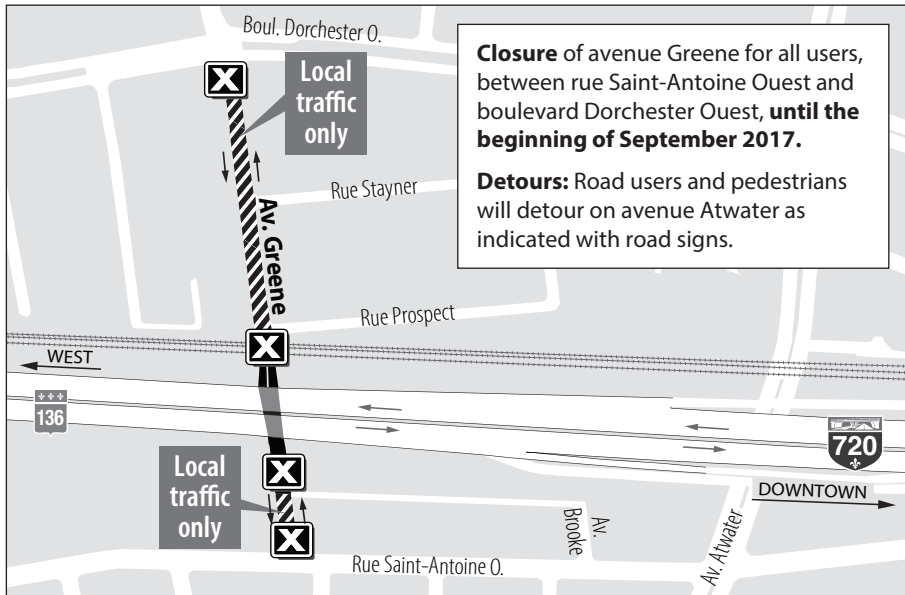 Boul. Dorchester O.
Local
traffic
only
Closure of avenue Greene for all users,
between rue Saint-Antoine Ouest and
boulevard Dorchester Ouest, until the
beginning of September 2017.
Detours: Road users and pedestrians
will detour on avenue Atwater as
indicated with road signs.
Rue Stayner
Av. Greene
Rue Prospect
WEST
136
720
DOWNTOWN
Local
traffic
only
Av.
Brooke
Av. Atwater
Rue Saint-Antoine O.